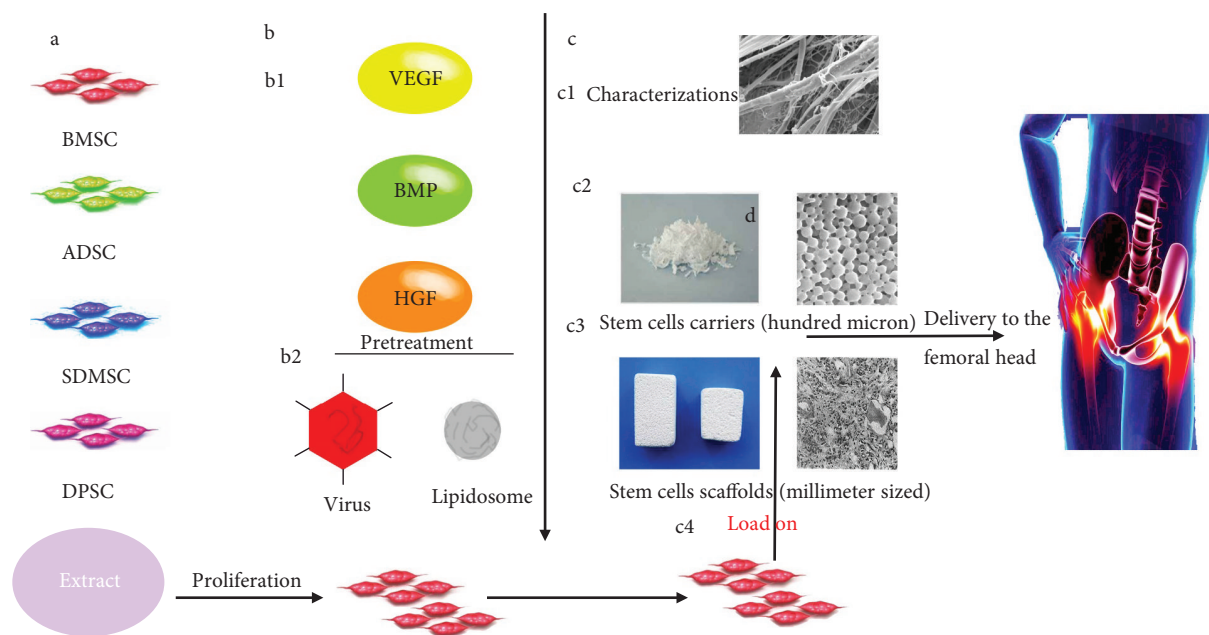 a
BMSC
ADSC
SDMSC
DPSC
Extract
Proliferation
b
b1
VEGF
BMP
HGF
Pretreatment
b2
Virus
Lipidosome
c
c1 Characterizations
c2
d
c3 Stem cells carriers (hundred micron)
Stem cells scaffolds (millimeter sized)
c4 Load on
Delivery to the
femoral head